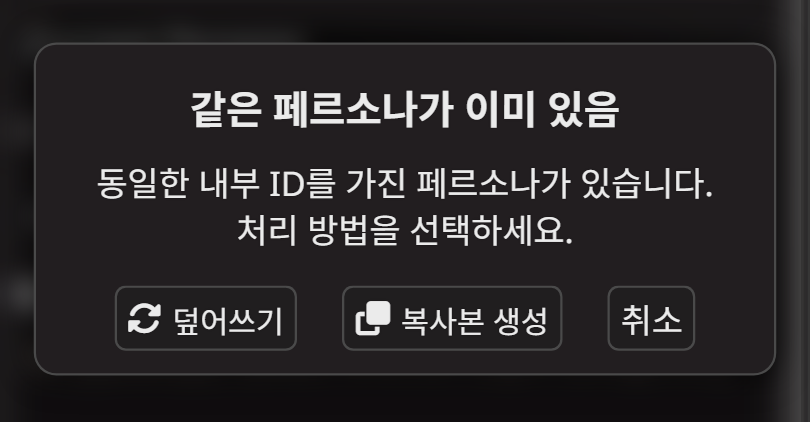 같은 페르소나가 이미 있음
동일한 내부 ID를 가진 페르소나가 있습니다.
처리 방법을 선택하세요.
덮어쓰기 복사본 생성 취소